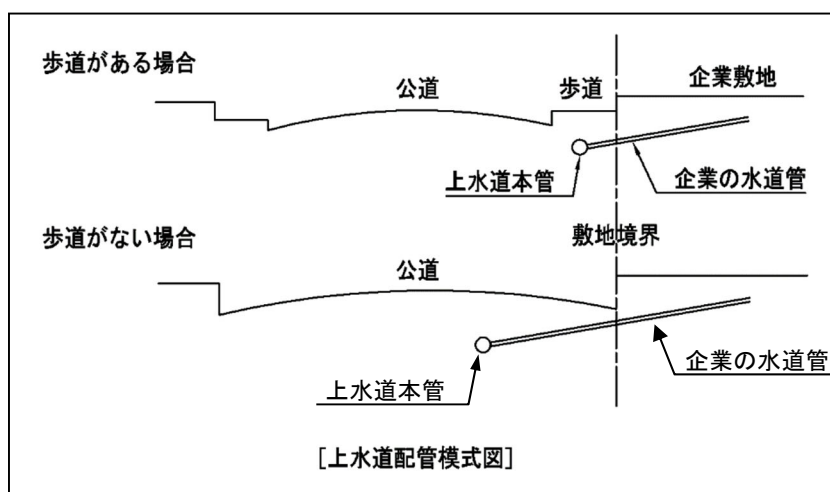 歩道がある場合
公道
歩道
企業敷地
上水道本管
企業の水道管
歩道がない場合
敷地境界
公道
上水道本管
企業の水道管
[上水道配管模式図]